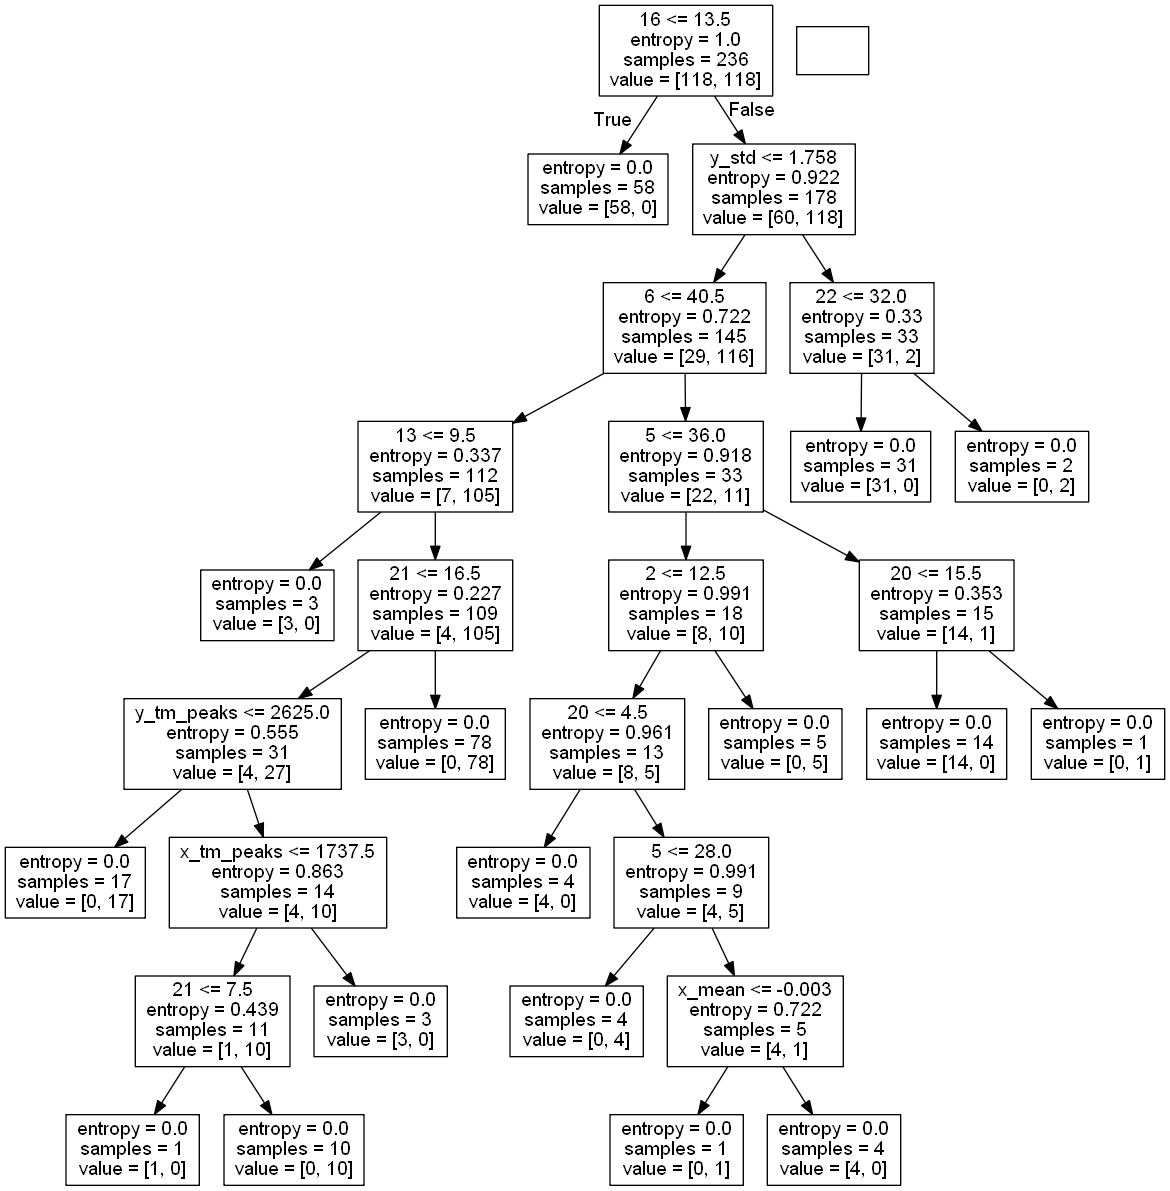 16 <= 13.5
entropy = 1.0
samples = 236
value = [118, 118]
True
False
entropy = 0.0
samples = 58
value = [58, 0]
y_std <= 1.758
entropy = 0.922
samples = 178
value = [60, 118]
6 <= 40.5
entropy = 0.722
samples = 145
value = [29, 116]
22 <= 32.0
entropy = 0.33
samples = 33
value = [31, 2]
13 <= 9.5
entropy = 0.337
samples = 112
value = [7, 105]
5 <= 36.0
entropy = 0.918
samples = 33
value = [22, 11]
entropy = 0.0
samples = 31
value = [31, 0]
entropy = 0.0
samples = 2
value = [0, 2]
entropy = 0.0
samples = 3
value = [3, 0]
21 <= 16.5
entropy = 0.227
samples = 109
value = [4, 105]
2 <= 12.5
entropy = 0.991
samples = 18
value = [8, 10]
20 <= 15.5
entropy = 0.353
samples = 15
value = [14, 1]
y_tm_peaks <= 2625.0
entropy = 0.555
samples = 31
value = [4, 27]
entropy = 0.0
samples = 78
value = [0, 78]
20 <= 4.5
entropy = 0.961
samples = 13
value = [8, 5]
entropy = 0.0
samples = 5
value = [0, 5]
entropy = 0.0
samples = 14
value = [14, 0]
entropy = 0.0
samples = 1
value = [0, 1]
entropy = 0.0
samples = 17
value = [0, 17]
x_tm_peaks <= 1737.5
entropy = 0.863
samples = 14
value = [4, 10]
entropy = 0.0
samples = 4
value = [4, 0]
5 <= 28.0
entropy = 0.991
samples = 9
value = [4, 5]
21 <= 7.5
entropy = 0.439
samples = 11
value = [1, 10]
entropy = 0.0
samples = 3
value = [3, 0]
entropy = 0.0
samples = 4
value = [0, 4]
x_mean <= -0.003
entropy = 0.722
samples = 5
value = [4, 1]
entropy = 0.0
samples = 1
value = [1, 0]
entropy = 0.0
samples = 10
value = [0, 10]
entropy = 0.0
samples = 1
value = [0, 1]
entropy = 0.0
samples = 4
value = [4, 0]